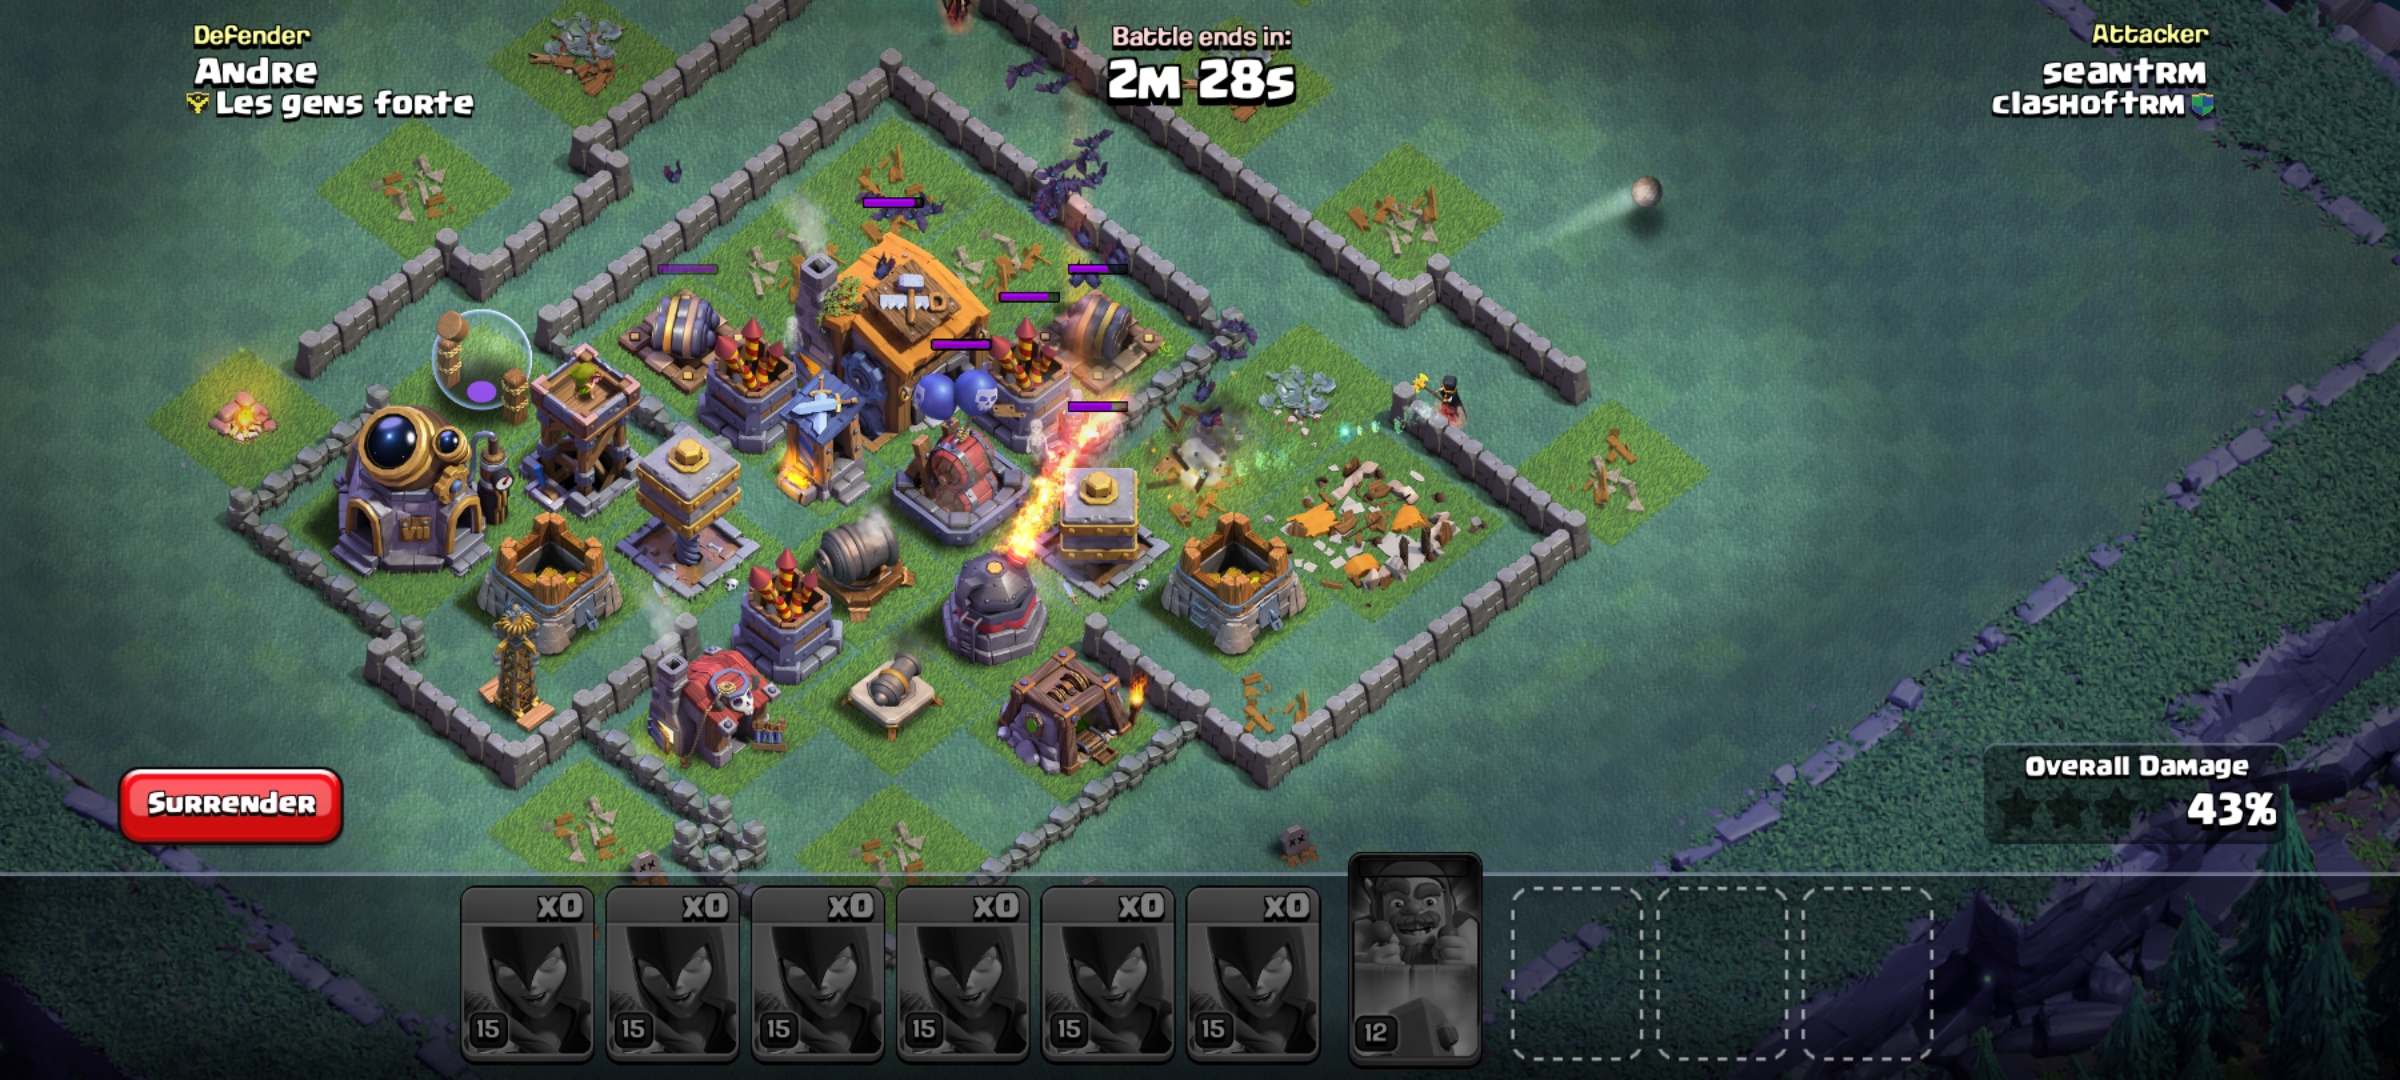 Defender
Andre
Les gens forte
Battle ends in:
2m 28s
Attacker
seantrm
clashoftrm
VII
Surrender
Overall Damage
43%
x0 x0 x0 x0 x0 x0
15 15 15 15 15 15 12